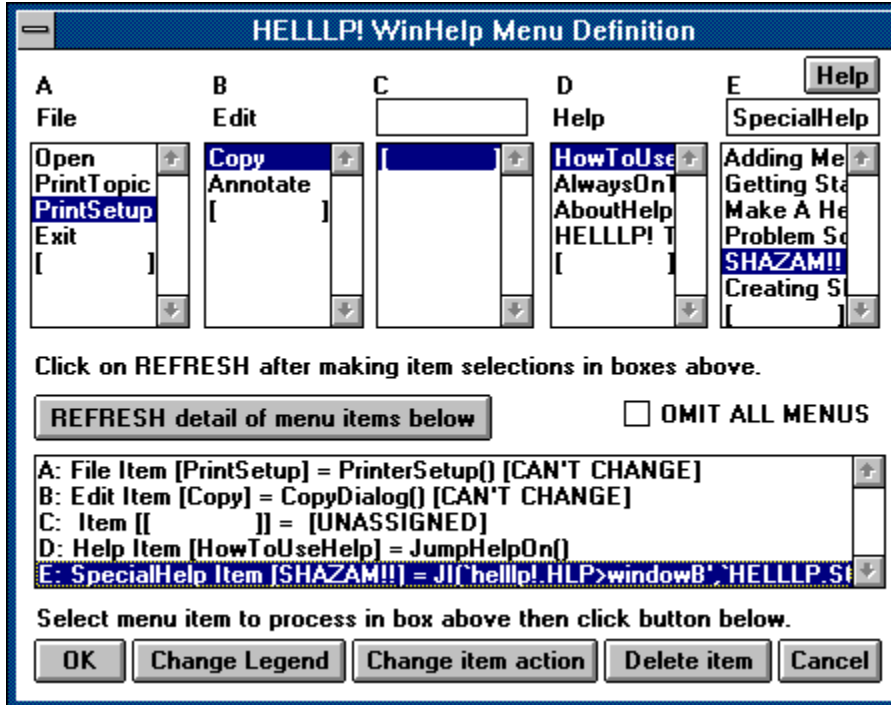 HELLLP! WinHelp Menu Definition
A B C D E Help
File Edit Help SpecialHelp
Open Copy [ ] HowToUse Adding Me
PrintTopic Annotate AlwaysOnT Getting Sta
PrintSetup [ ] AboutHelp Make A He
Exit HELLLP! T Problem So
[ ] [ ] SHAZAM!!
Creating Sl
[ ]
Click on REFRESH after making item selections in boxes above.
REFRESH detail of menu items below OMIT ALL MENUS
A: File Item [PrintSetup] = PrinterSetup() [CAN'T CHANGE]
B: Edit Item [Copy] = CopyDialog() [CAN'T CHANGE]
C: Item [[ ]] = [UNASSIGNED]
D: Help Item [HowToUseHelp] = JumpHelpOn()
E: SpecialHelp Item [SHAZAM!!] = JI(`helllp!.HLP>windowB',`HELLLP.S
Select menu item to process in box above then click button below.
OK Change Legend Change item action Delete item Cancel